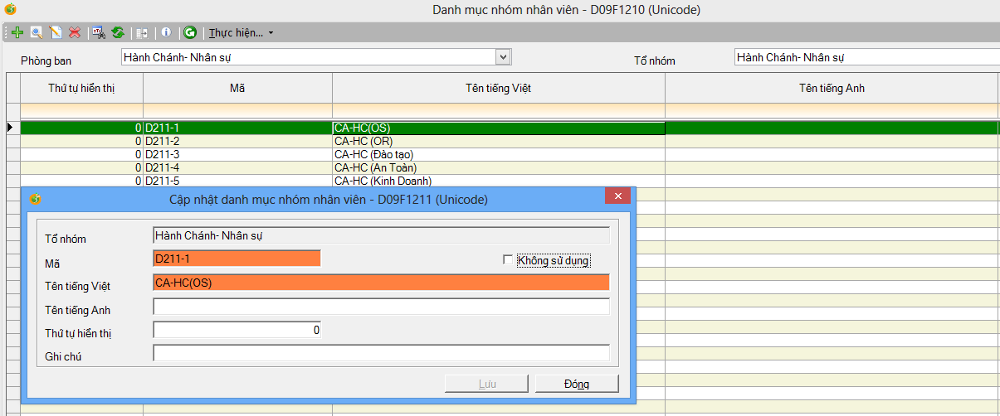 Danh mục nhóm nhân viên - D09F1210 (Unicode)
Thực hiện...
Phòng ban Hành Chánh- Nhân sự Tổ nhóm Hành Chánh- Nhân sự
Thứ tự hiển thị Mã Tên tiếng Việt Tên tiếng Anh
0 D211-1 CA-HC(OS)
0 D211-2 CA-HC (OR)
0 D211-3 CA-HC (Đào tạo)
0 D211-4 CA-HC (An Toàn)
0 D211-5 CA-HC (Kinh Doanh)
Cập nhật danh mục nhóm nhân viên - D09F1211 (Unicode)
Tổ nhóm Hành Chánh- Nhân sự
Mã D211-1 Không sử dụng
Tên tiếng Việt CA-HC(OS)
Tên tiếng Anh
Thứ tự hiển thị 0
Ghi chú
Lưu Đóng